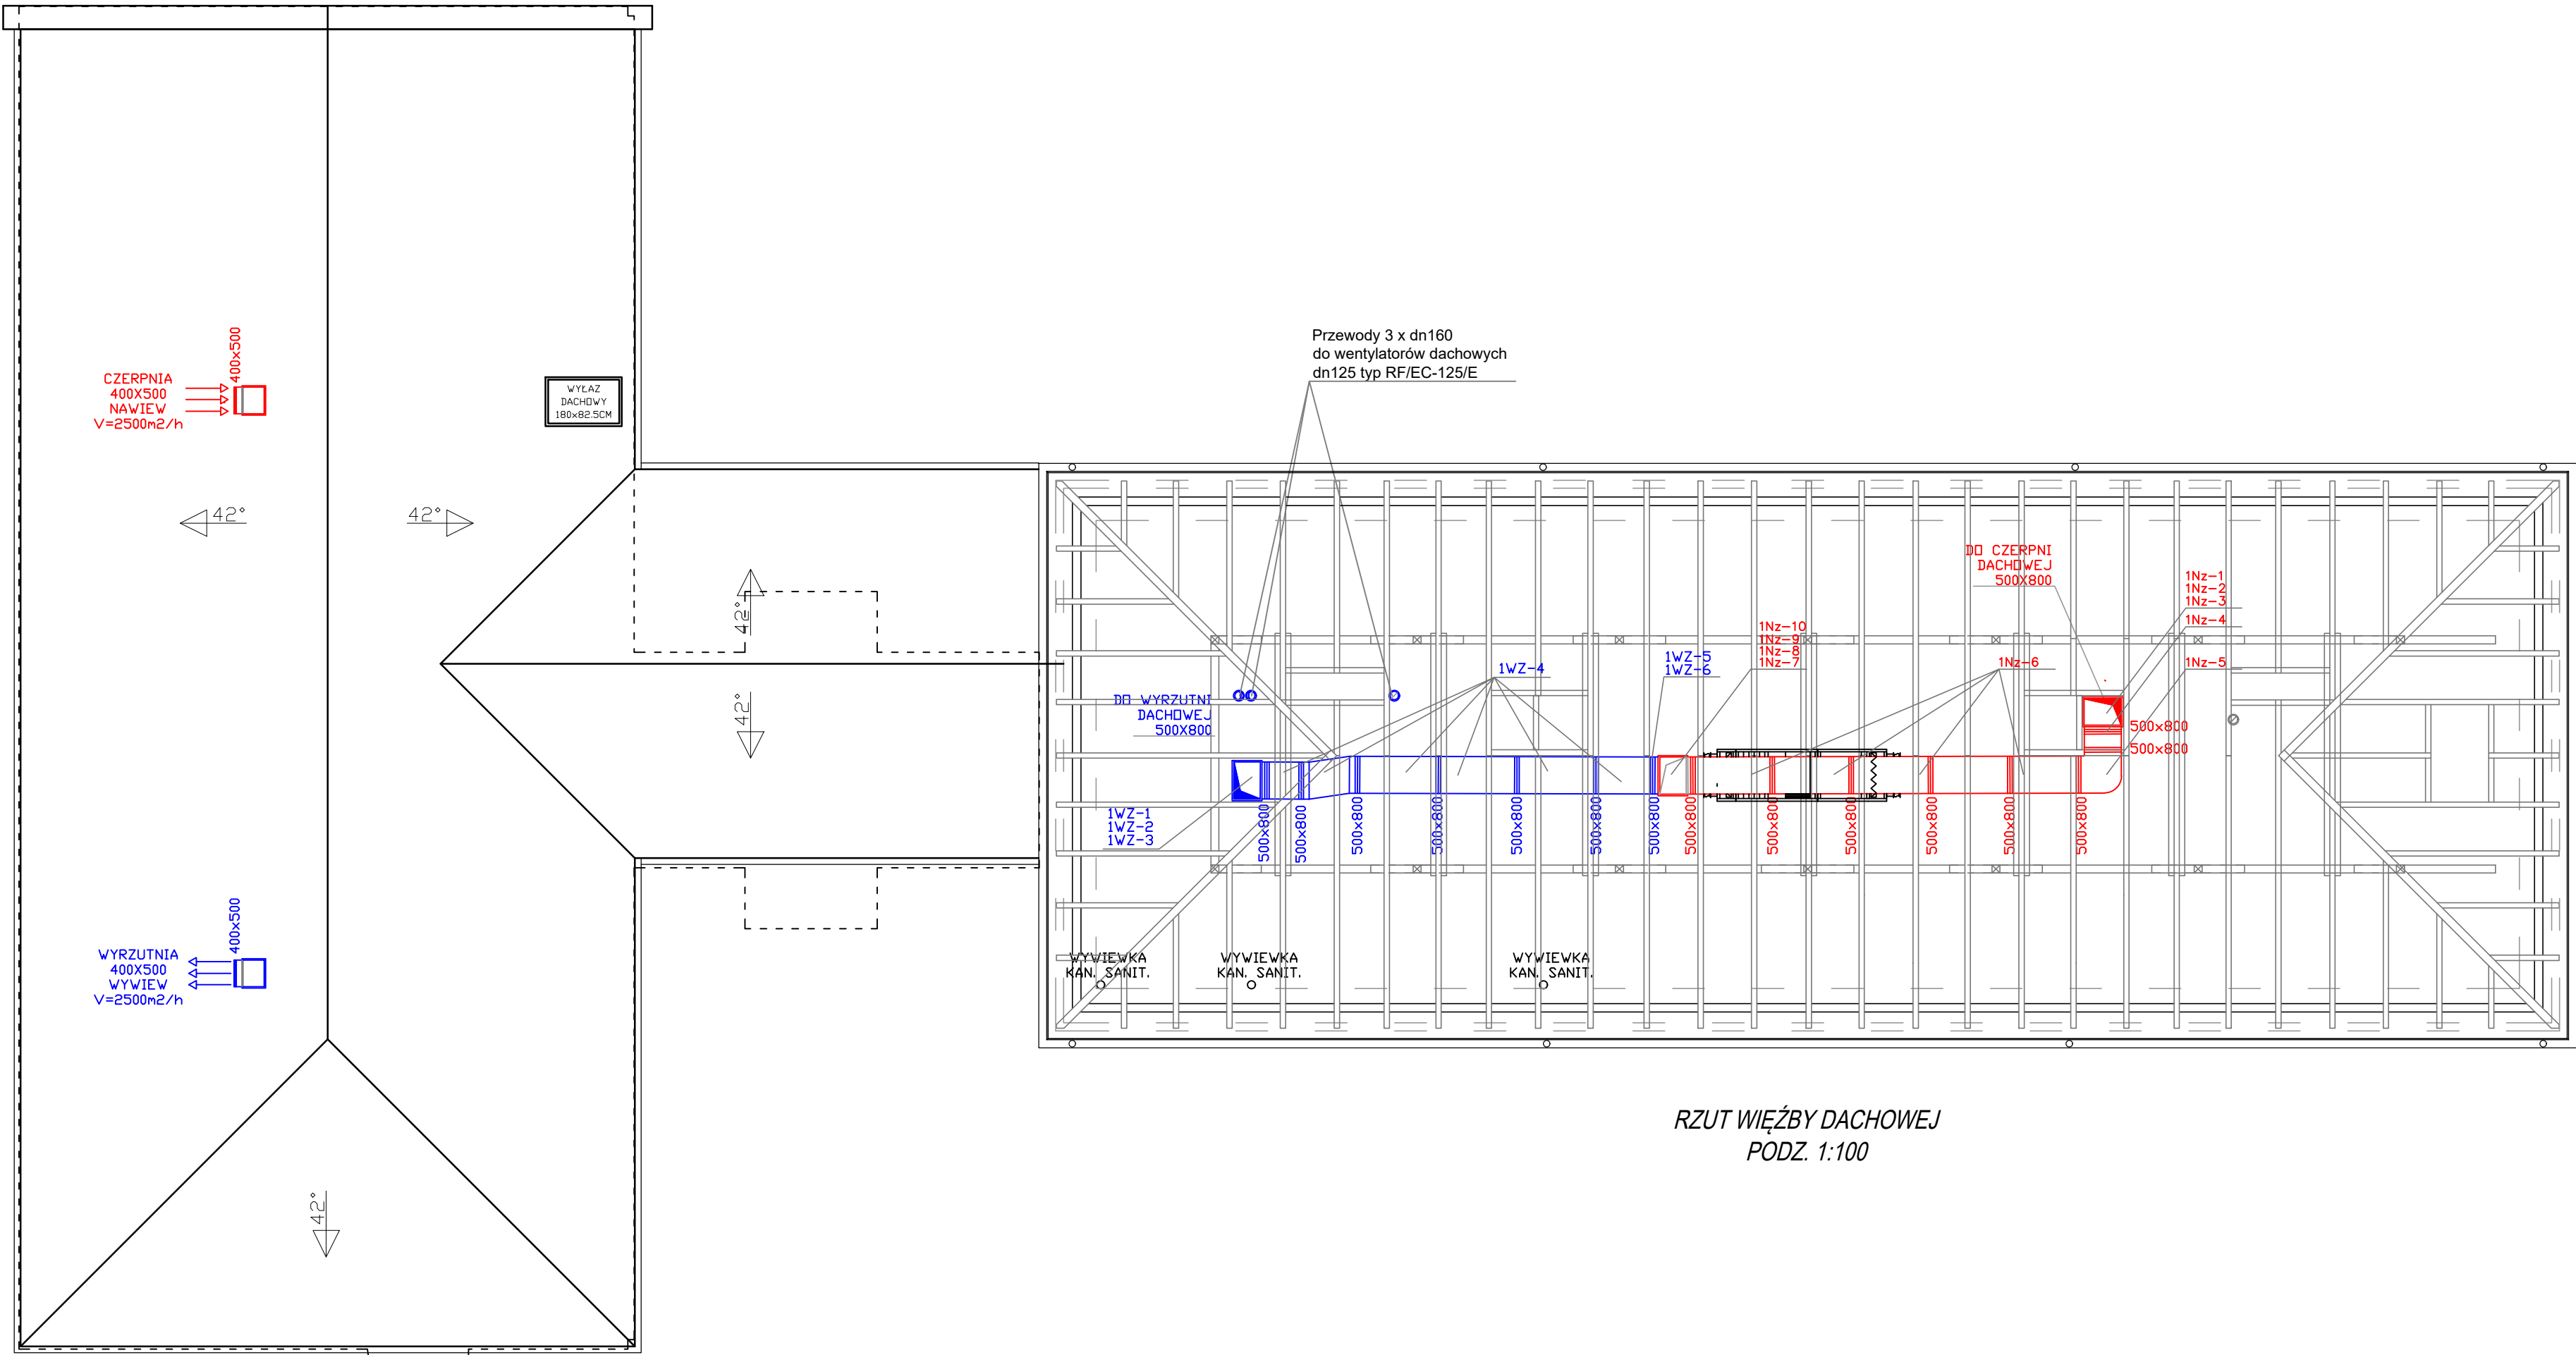 400x500
CZERPNIA
400X500
NAWIEW
V=2500m2/h
WYŁAZ
DACHOWY
180x82.5CM
42°
42°
42°
42°
42°
400x500
WYRZUTNIA
400X500
WYWIEW
V=2500m2/h
Przewody 3 x dn160
do wentylatorów dachowych
dn125 typ RF/EC-125/E
DO CZERPNI
DACHOWEJ
500X800
1Nz-1
1Nz-2
1Nz-3
1Nz-4
1Nz-5
1Nz-10
1Nz-9
1Nz-8
1Nz-7
1Nz-6
1WZ-5
1WZ-6
1WZ-4
DO WYRZUTNI
DACHOWEJ
500X800
500x800
500x800
1WZ-1
1WZ-2
1WZ-3
500x800
500x800
500x800
500x800
500x800
500x800
500x800
500x800
500x800
500x800
500x800
500x800
500x800
WYWIEWKA
KAN. SANIT.
WYWIEWKA
KAN. SANIT.
WYWIEWKA
KAN. SANIT.
RZUT WIĘŹBY DACHOWEJ
PODZ. 1:100